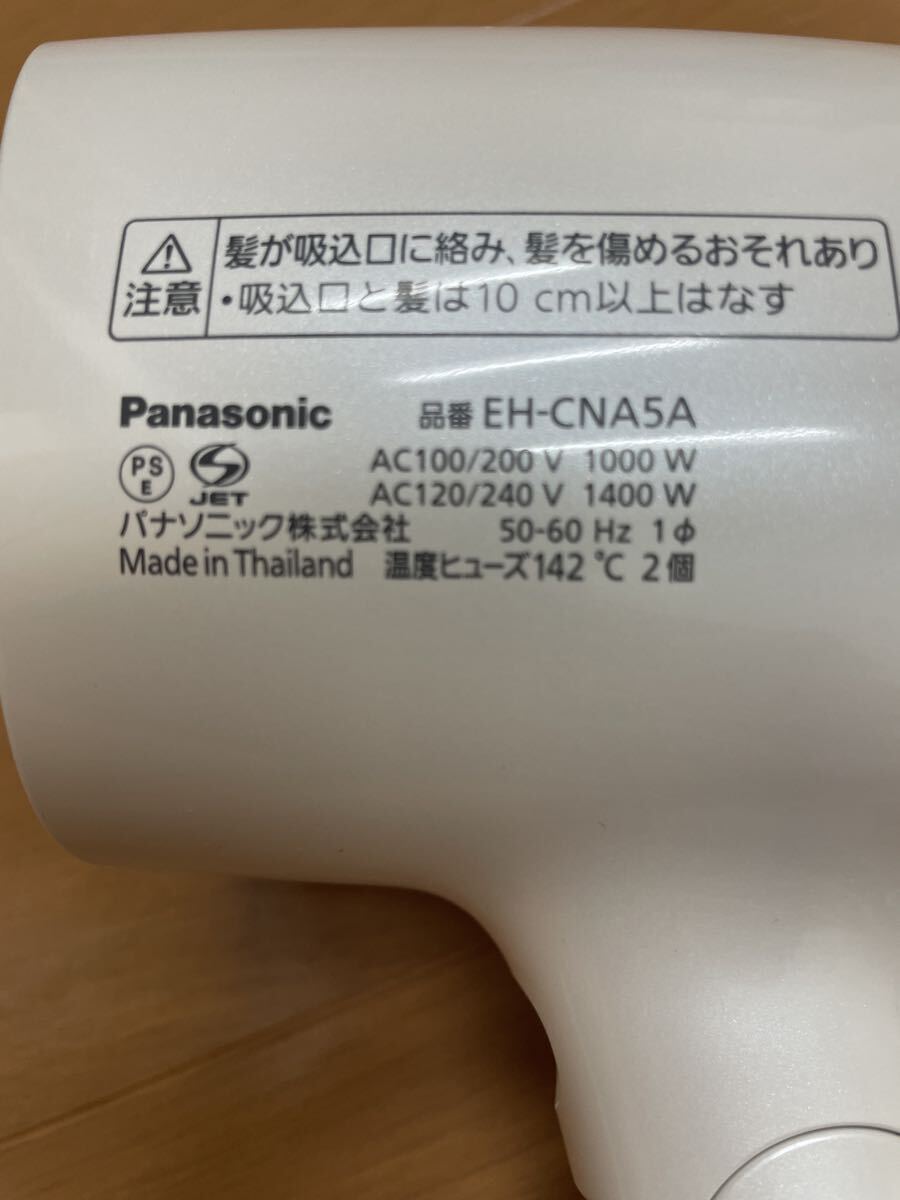 髪が吸込口に絡み、髪を傷めるおそれあり
注意
・吸込口と髪は10 cm以上はなす
Panasonic 品番 EH-CNA5A
PS E JET AC100/200 V 1000 W
AC120/240 V 1400 W
パナソニック株式会社 50-60 Hz 1φ
Made in Thailand 温度ヒューズ142 ℃ 2個